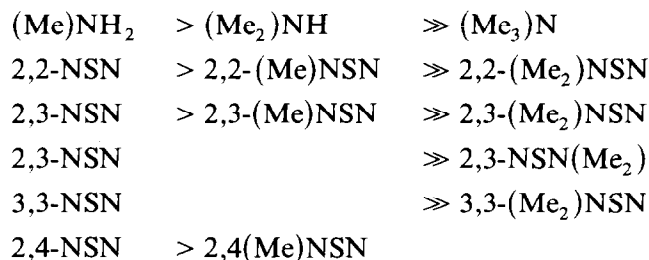 (Me)NH₂ > (Me₂)NH ≫ (Me₃)N
2,2-NSN > 2,2-(Me)NSN ≫ 2,2-(Me₂)NSN
2,3-NSN > 2,3-(Me)NSN ≫ 2,3-(Me₂)NSN
2,3-NSN ≫ 2,3-NSN(Me₂)
3,3-NSN ≫ 3,3-(Me₂)NSN
2,4-NSN > 2,4(Me)NSN